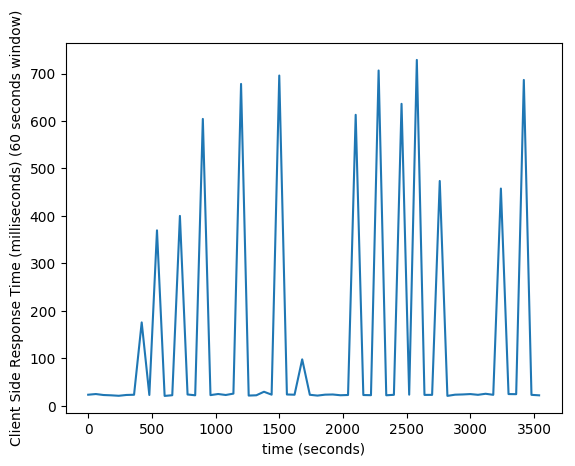 Client Side Response Time (milliseconds) (60 seconds window)
700
600
500
400
300
200
100
0
0 500 1000 1500 2000 2500 3000 3500
time (seconds)